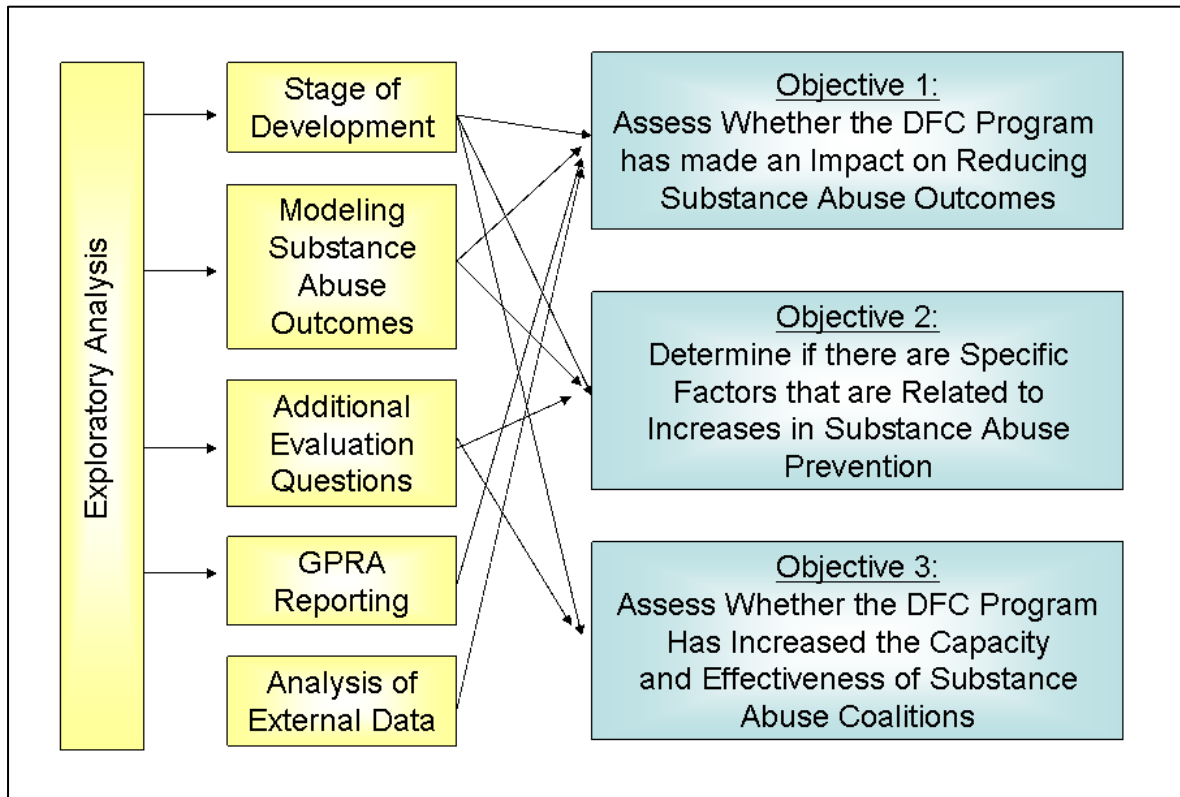 Exploratory Analysis
Stage of
Development
Modeling
Substance
Abuse
Outcomes
Additional
Evaluation
Questions
GPRA
Reporting
Analysis of
External Data
Objective 1:
Assess Whether the DFC Program
has made an Impact on Reducing
Substance Abuse Outcomes
Objective 2:
Determine if there are Specific
Factors that are Related to
Increases in Substance Abuse
Prevention
Objective 3:
Assess Whether the DFC Program
Has Increased the Capacity
and Effectiveness of Substance
Abuse Coalitions